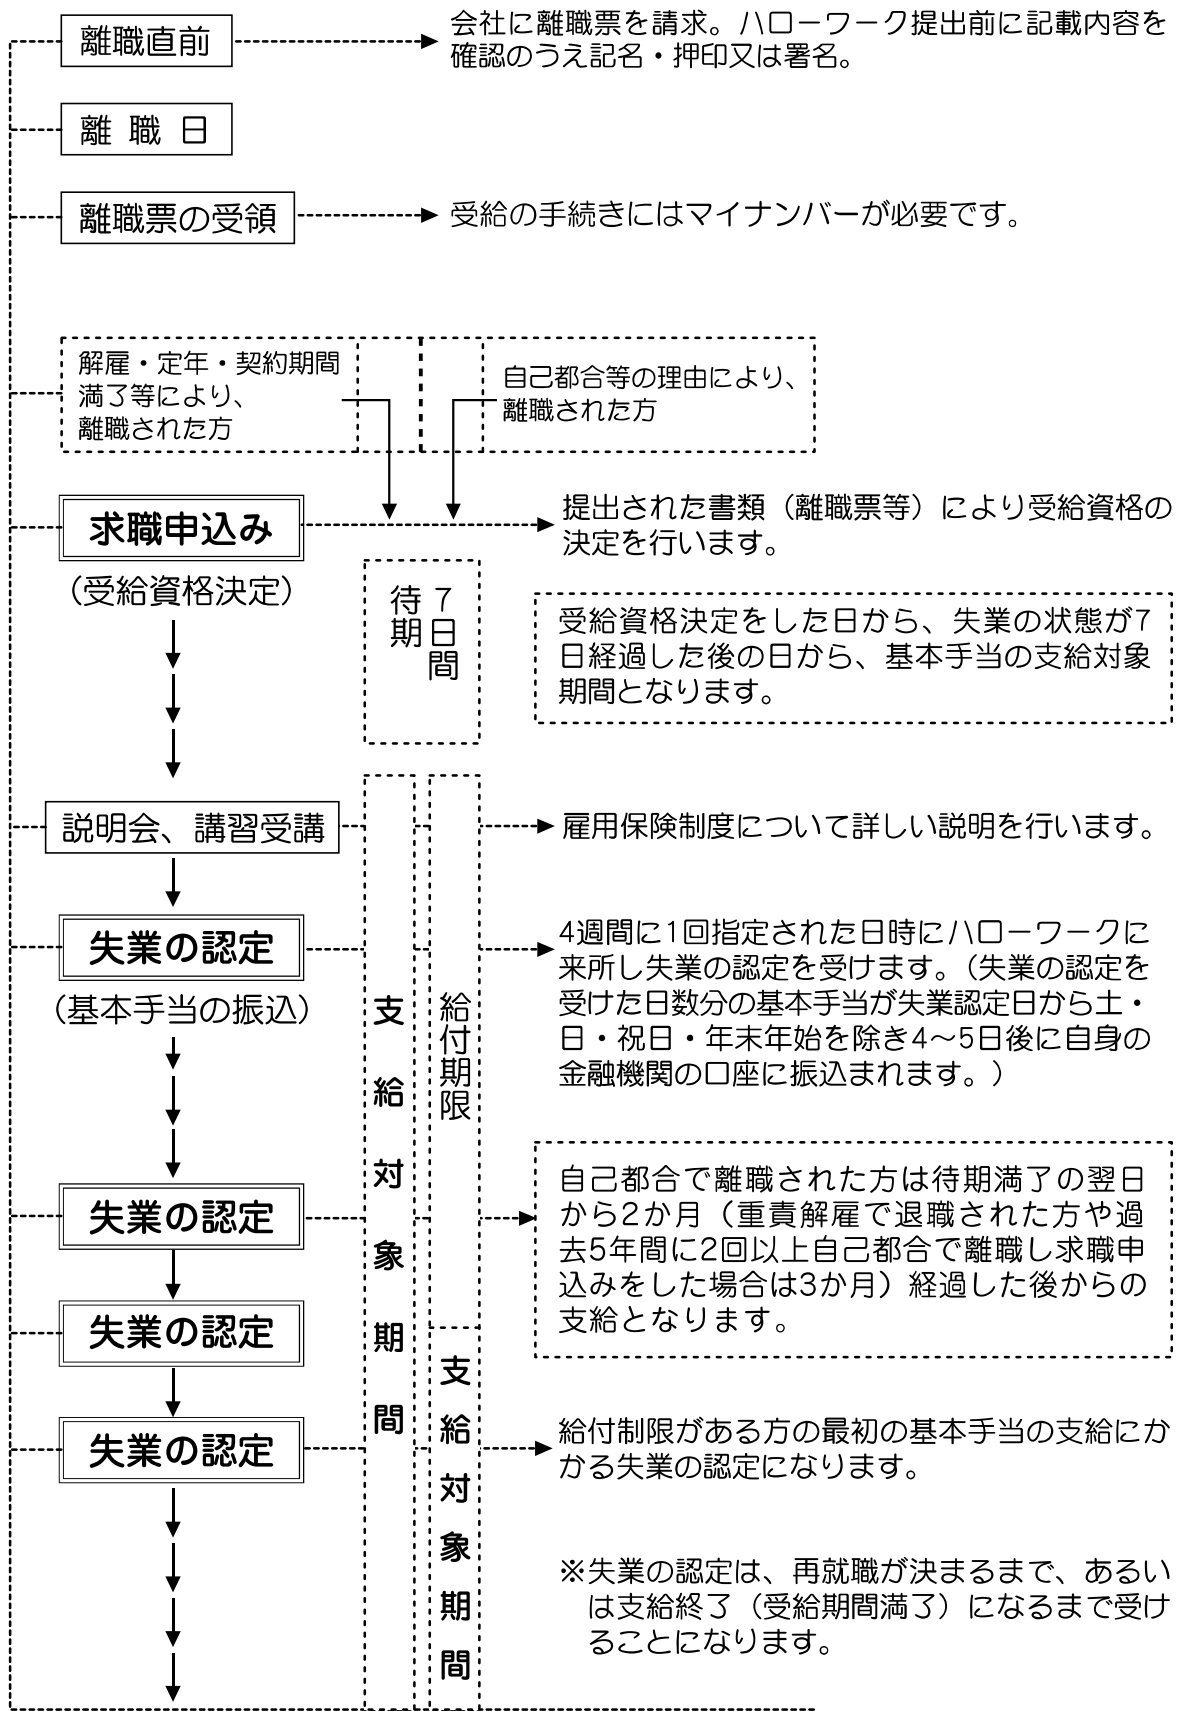 離職直前
会社に離職票を請求。ハローワーク提出前に記載内容を
確認のうえ記名・押印又は署名。
離 職 日
離職票の受領
受給の手続きにはマイナンバーが必要です。
解雇・定年・契約期間
満了等により、
離職された方
自己都合等の理由により、
離職された方
求職申込み
(受給資格決定)
提出された書類（離職票等）により受給資格の
決定を行います。
7日間
待期
受給資格決定をした日から、失業の状態が7
日経過した後の日から、基本手当の支給対象
期間となります。
説明会、講習受講
雇用保険制度について詳しい説明を行います。
失業の認定
(基本手当の振込)
4週間に1回指定された日時にハローワークに
来所し失業の認定を受けます。（失業の認定を
受けた日数分の基本手当が失業認定日から土・
日・祝日・年末年始を除き4～5日後に自身の
金融機関の口座に振込まれます。）
支給対象期間
給付期限
失業の認定
自己都合で離職された方は待期満了の翌日
から2か月（重責解雇で退職された方や過
去5年間に2回以上自己都合で離職し求職申
込みをした場合は3か月）経過した後からの
支給となります。
失業の認定
支給対象期間
失業の認定
給付制限がある方の最初の基本手当の支給にか
かる失業の認定になります。
※失業の認定は、再就職が決まるまで、あるい
は支給終了（受給期間満了）になるまで受け
ることになります。